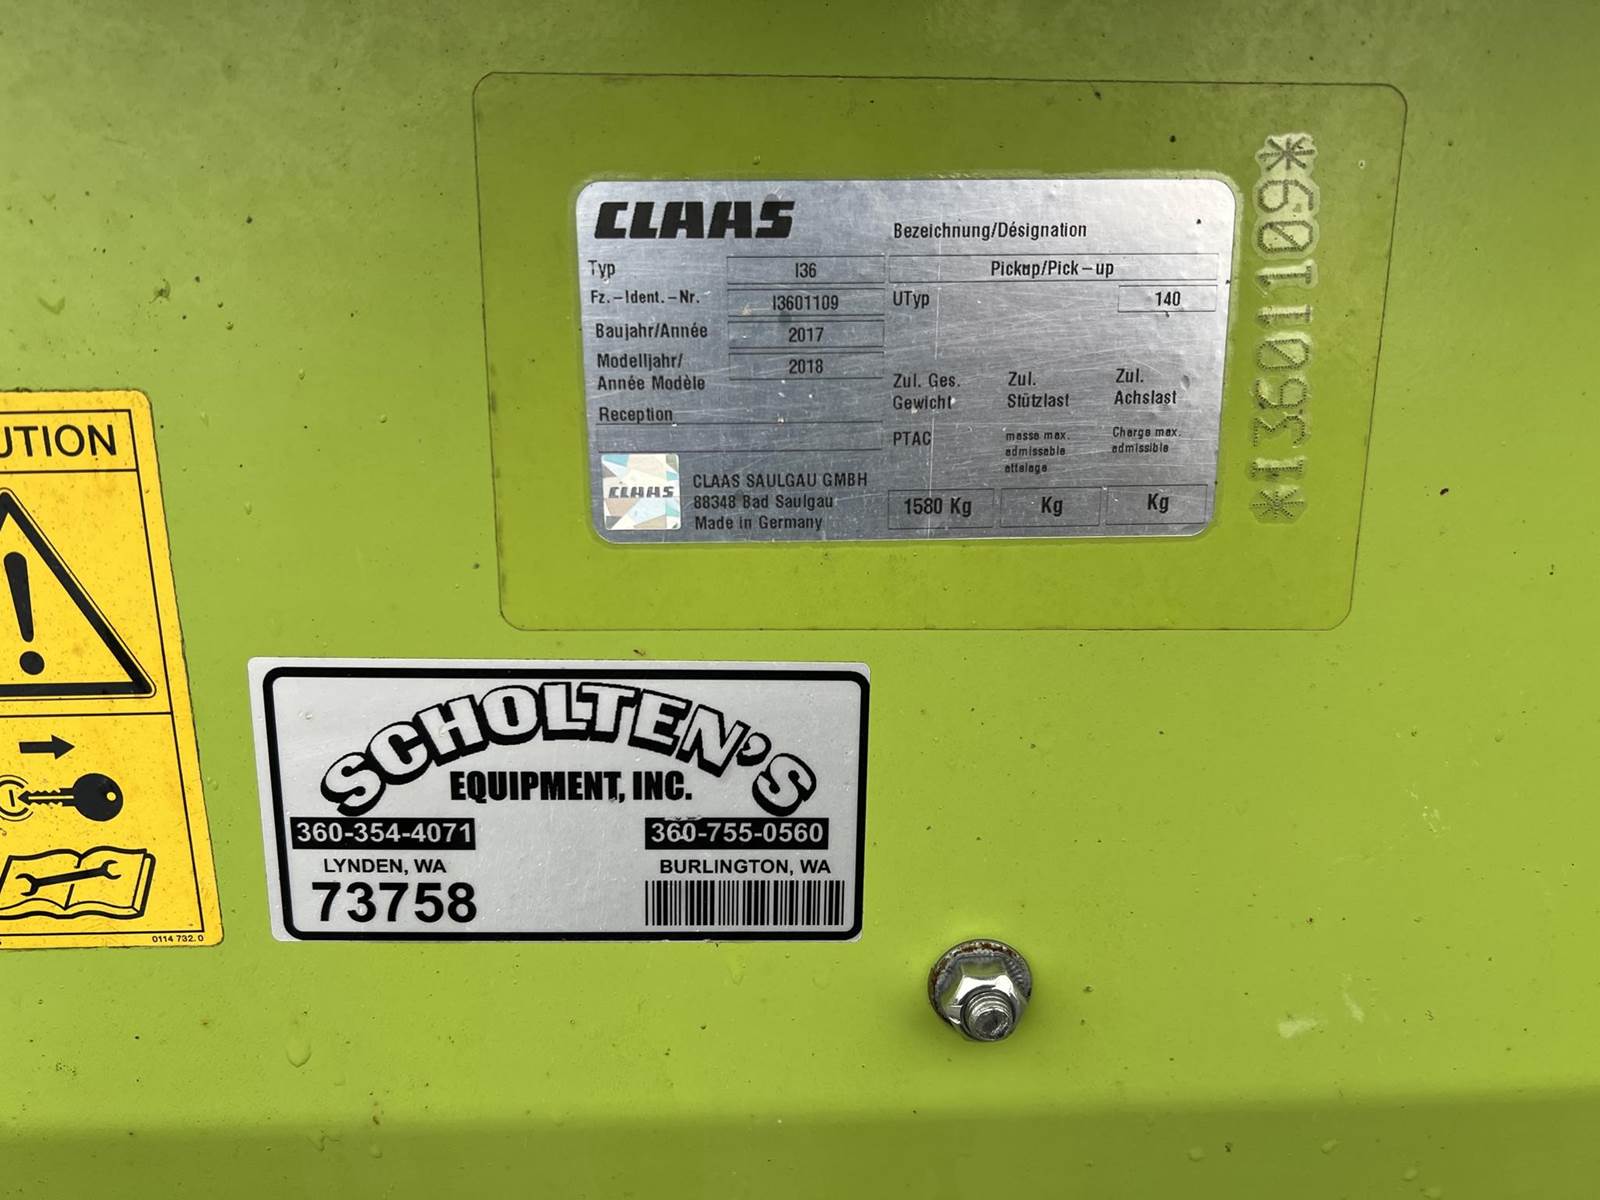 CLAAS
Bezeichnung/Désignation
Typ I36 Pickup/Pick-up
Fz.-Ident.-Nr. I3601109 UTyp 140
Baujahr/Année 2017
Modelljahr/
Année Modèle 2018
Reception
Zul. Ges.
Gewicht
Zul.
Stützlast
Zul.
Achslast
PTAC
masse max.
admissable
attelage
Charge max.
admissible
1580 Kg Kg Kg
CLAAS
CLAAS SAULGAU GMBH
88348 Bad Saulgau
Made in Germany
*I3601109*
UTION
0114 732.0
SCHOLTEN'S
EQUIPMENT, INC.
360-354-4071 360-755-0560
LYNDEN, WA BURLINGTON, WA
73758